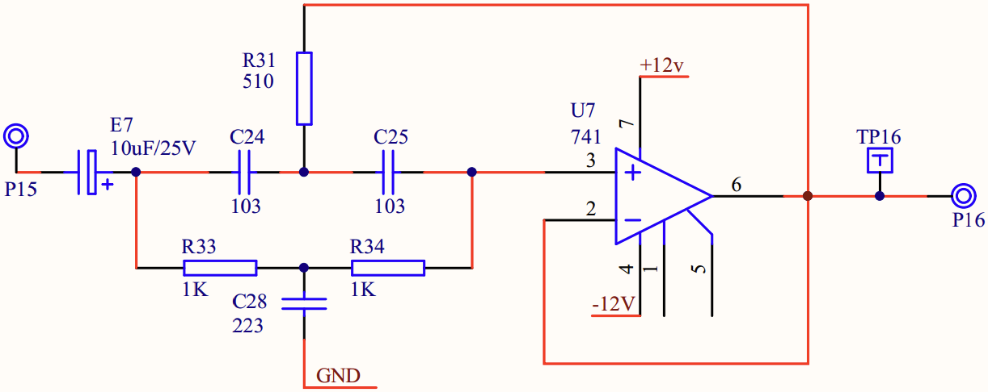 R31
510
+12v
U7
741
7
E7
10uF/25V
C24
C25
TP16
T
P15
+
103
103
3
+
2
−
6
P16
R33
1K
R34
1K
4
1
5
C28
223
-12V
GND